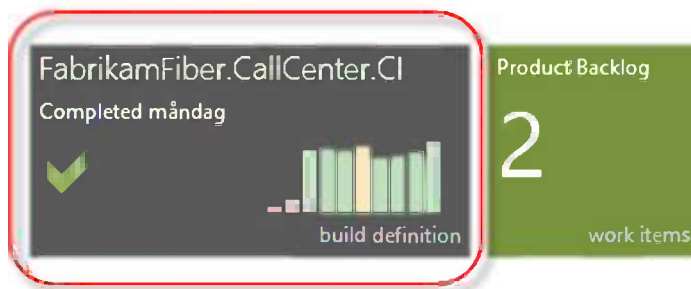 FabrikamFiber.CallCenter.CI
Completed måndag
build definition
Product Backlog
2
work items